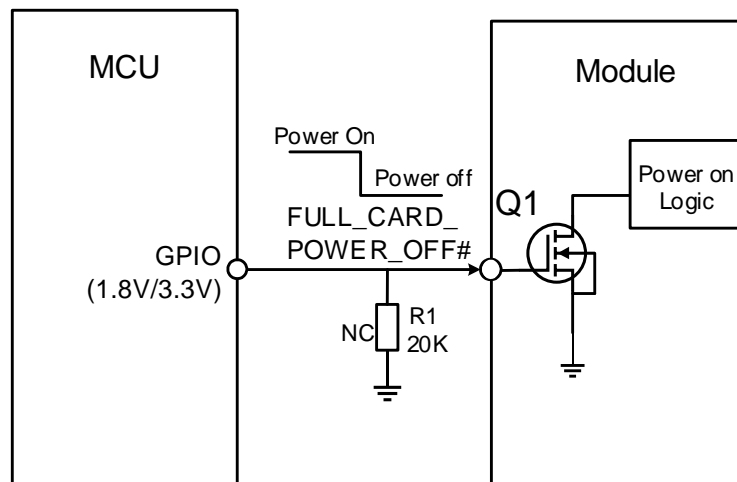 MCU
Module
Power On
Power off
Power on
Logic
Q1
FULL_CARD_
POWER_OFF#
GPIO
(1.8V/3.3V)
NC
R1
20K